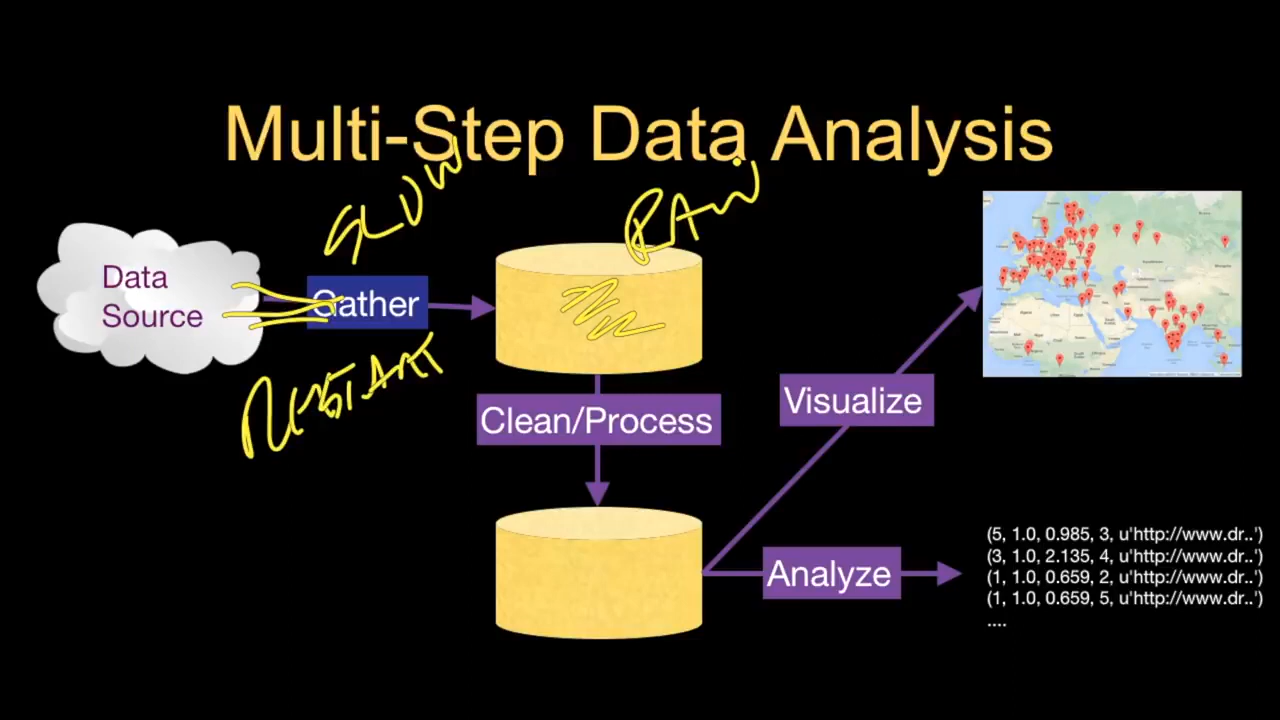 Multi-Step Data Analysis
SLOW
RAW
Data
Source
Gather
RESTART
Clean/Process
Visualize
Analyze
(5, 1.0, 0.985, 3, u'http://www.dr..')
(3, 1.0, 2.135, 4, u'http://www.dr..')
(1, 1.0, 0.659, 2, u'http://www.dr..')
(1, 1.0, 0.659, 5, u'http://www.dr..')
....